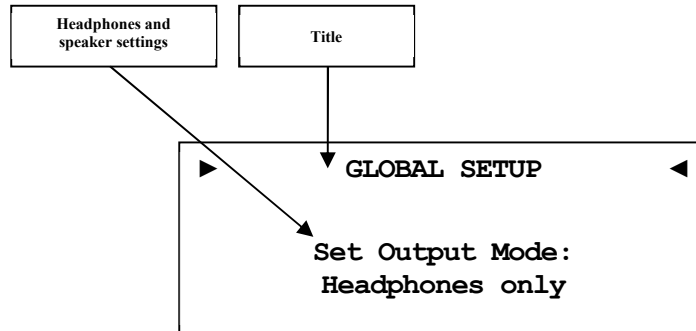 Headphones and
speaker settings
Title
► GLOBAL SETUP ◄
Set Output Mode:
Headphones only